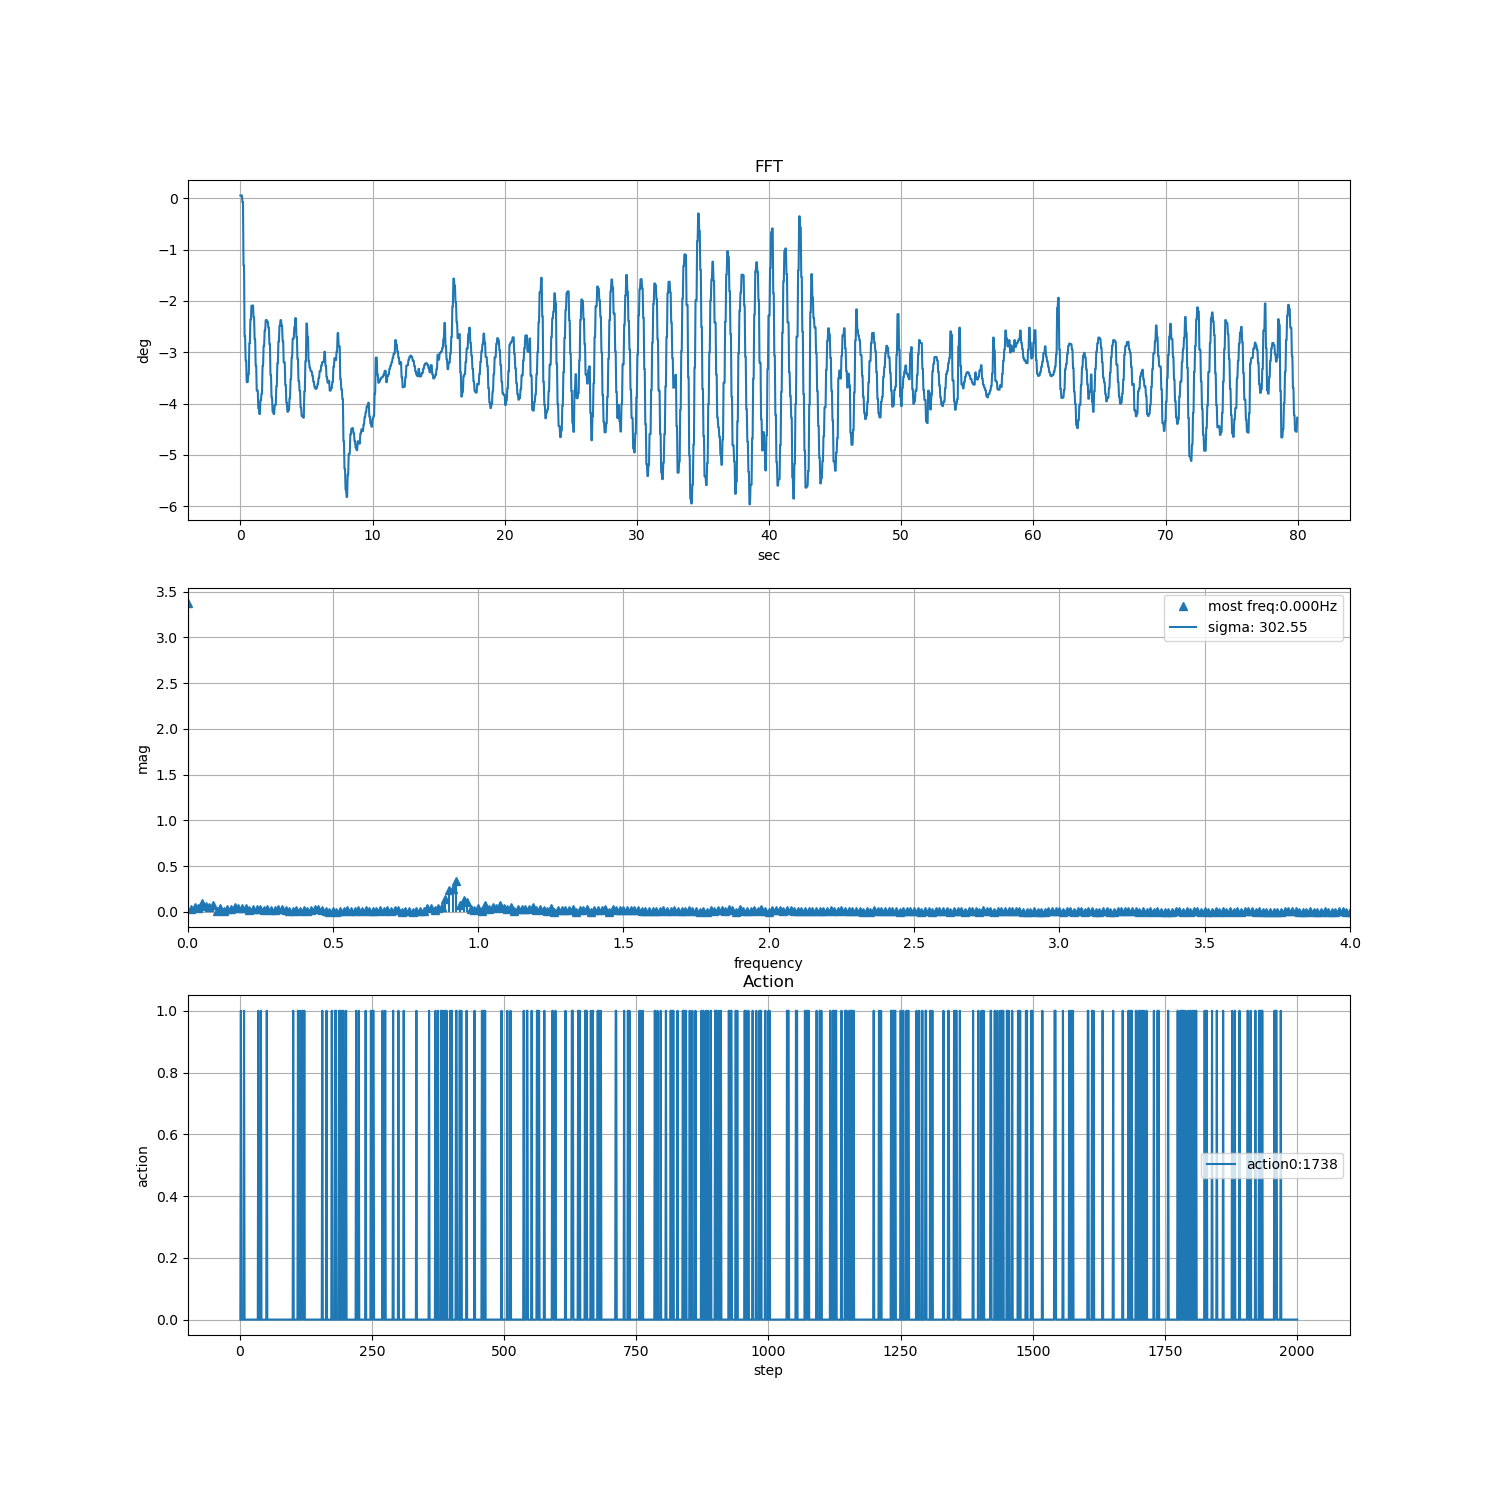 FFT
0
−1
−2
−3
−4
−5
−6
deg
0 10 20 30 40 50 60 70 80
sec
3.5
3.0
2.5
2.0
1.5
1.0
0.5
0.0
mag
most freq:0.000Hz
sigma: 302.55
0.0 0.5 1.0 1.5 2.0 2.5 3.0 3.5 4.0
frequency
Action
1.0
0.8
0.6
0.4
0.2
0.0
action
action0:1738
0 250 500 750 1000 1250 1500 1750 2000
step